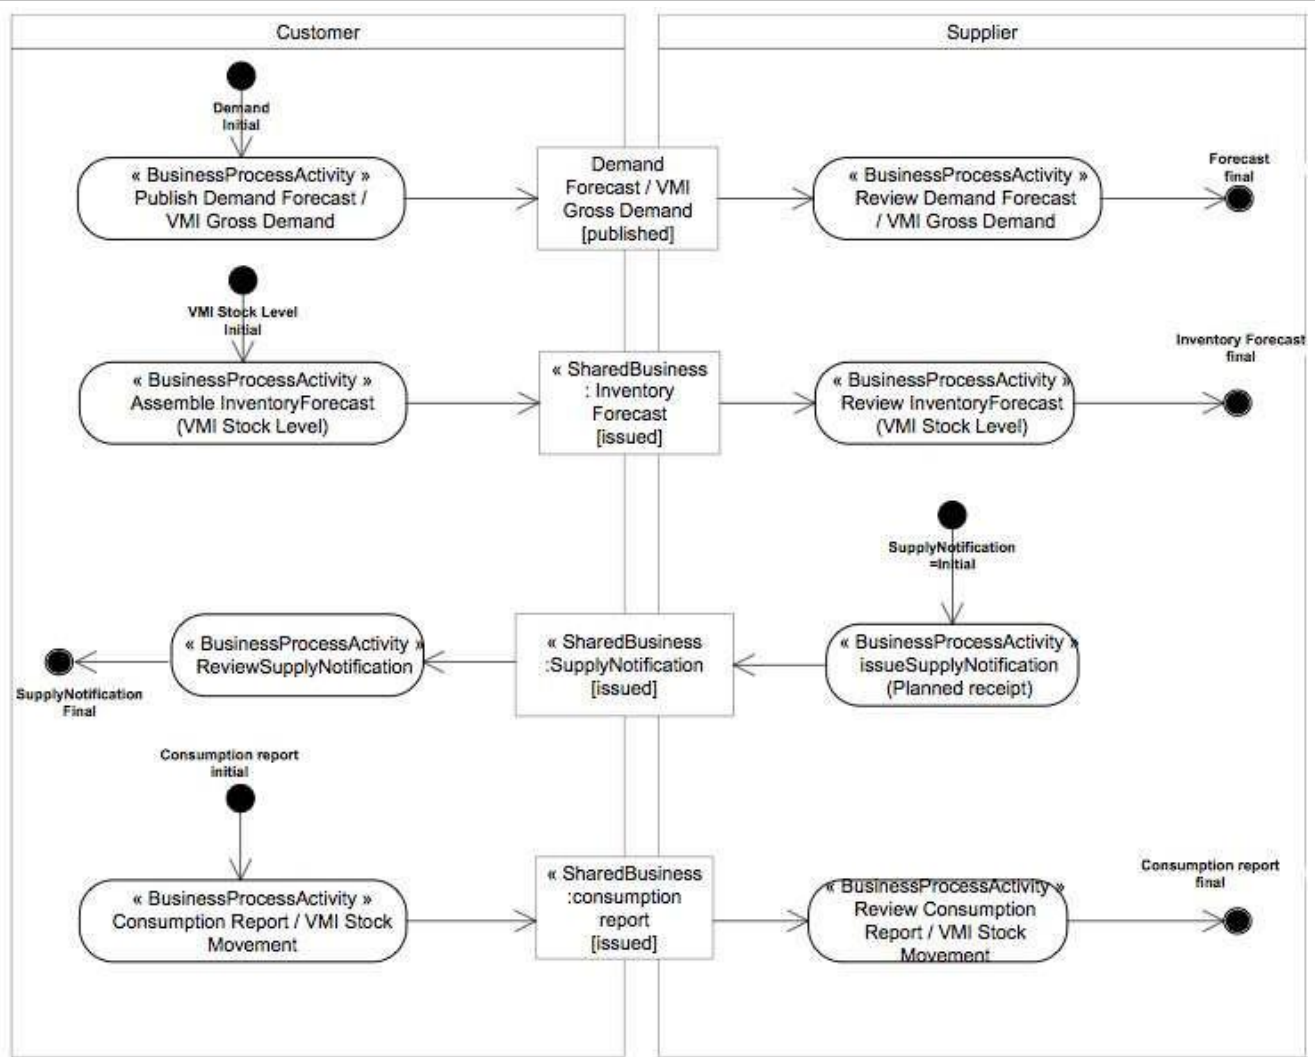 Customer
Supplier
Demand
Initial
« BusinessProcessActivity »
Publish Demand Forecast /
VMI Gross Demand
Demand
Forecast / VMI
Gross Demand
[published]
« BusinessProcessActivity »
Review Demand Forecast
/ VMI Gross Demand
Forecast
final
VMI Stock Level
Initial
« BusinessProcessActivity »
Assemble InventoryForecast
(VMI Stock Level)
« SharedBusiness
: Inventory
Forecast
[issued]
« BusinessProcessActivity »
Review InventoryForecast
(VMI Stock Level)
Inventory Forecast
final
SupplyNotification
=Initial
« BusinessProcessActivity »
ReviewSupplyNotification
« SharedBusiness
:SupplyNotification
[issued]
« BusinessProcessActivity »
issueSupplyNotification
(Planned receipt)
SupplyNotification
Final
Consumption report
initial
« BusinessProcessActivity »
Consumption Report / VMI Stock
Movement
« SharedBusiness
:consumption
report
[issued]
« BusinessProcessActivity »
Review Consumption
Report / VMI Stock
Movement
Consumption report
final